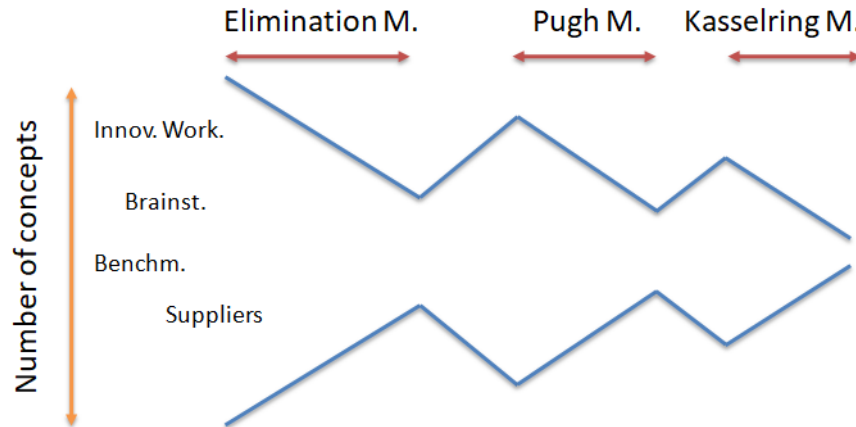 Elimination M.
Pugh M.
Kasselring M.
Number of concepts
Innov. Work.
Brainst.
Benchm.
Suppliers